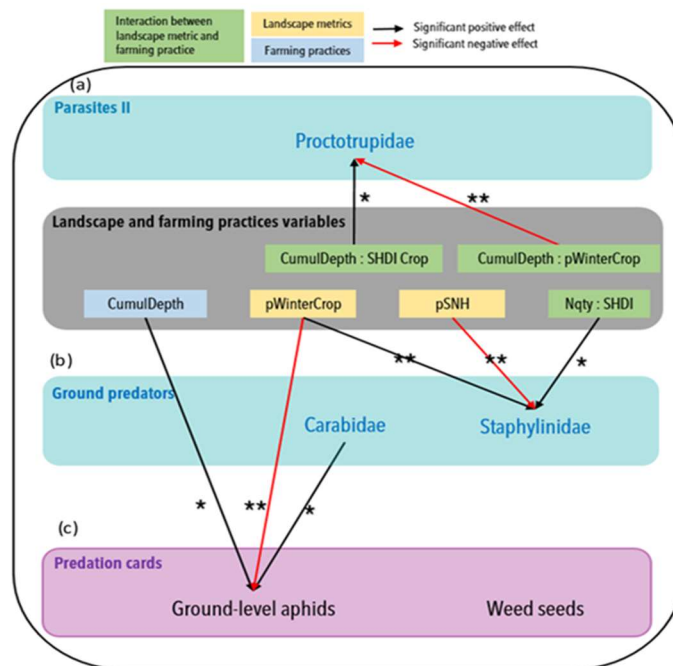 Interaction between
landscape metric and
farming practice
Landscape metrics
Farming practices
Significant positive effect
Significant negative effect
(a)
Parasites II
Proctotrupidae
*
**
Landscape and farming practices variables
CumulDepth : SHDI Crop
CumulDepth : pWinterCrop
CumulDepth
pWinterCrop
pSNH
Nqty : SHDI
(b)
**
**
*
Ground predators
Carabidae
Staphylinidae
*
**
*
(c)
Predation cards
Ground-level aphids
Weed seeds